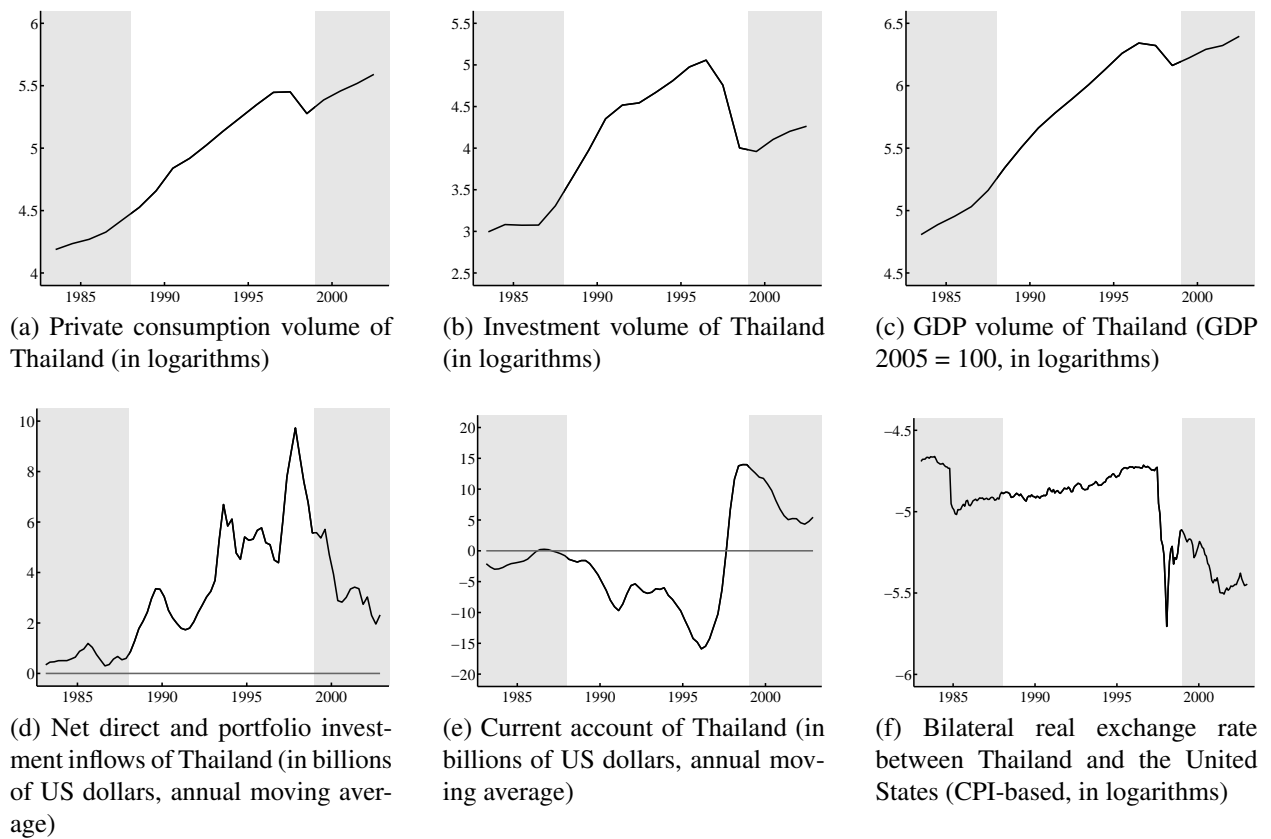 6
5.5
5
4.5
4
1985 1990 1995 2000
(a) Private consumption volume of
Thailand (in logarithms)
5.5
5
4.5
4
3.5
3
2.5
1985 1990 1995 2000
(b) Investment volume of Thailand
(in logarithms)
6.5
6
5.5
5
4.5
1985 1990 1995 2000
(c) GDP volume of Thailand (GDP
2005 = 100, in logarithms)
10
8
6
4
2
0
1985 1990 1995 2000
(d) Net direct and portfolio invest-
ment inflows of Thailand (in billions
of US dollars, annual moving aver-
age)
20
15
10
5
0
−5
−10
−15
−20
1985 1990 1995 2000
(e) Current account of Thailand (in
billions of US dollars, annual mov-
ing average)
−4.5
−5
−5.5
−6
1985 1990 1995 2000
(f) Bilateral real exchange rate
between Thailand and the United
States (CPI-based, in logarithms)